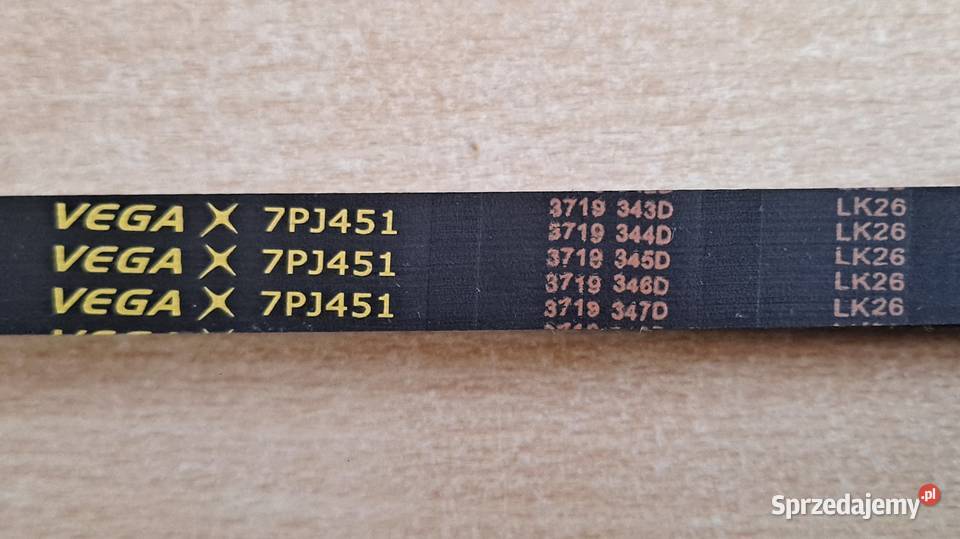 VEGA X 7PJ451
VEGA X 7PJ451
VEGA X 7PJ451
3719 343D LK26
3719 344D LK26
3719 345D LK26
3719 346D LK26
3719 347D LK26
Sprzedajemy.pl